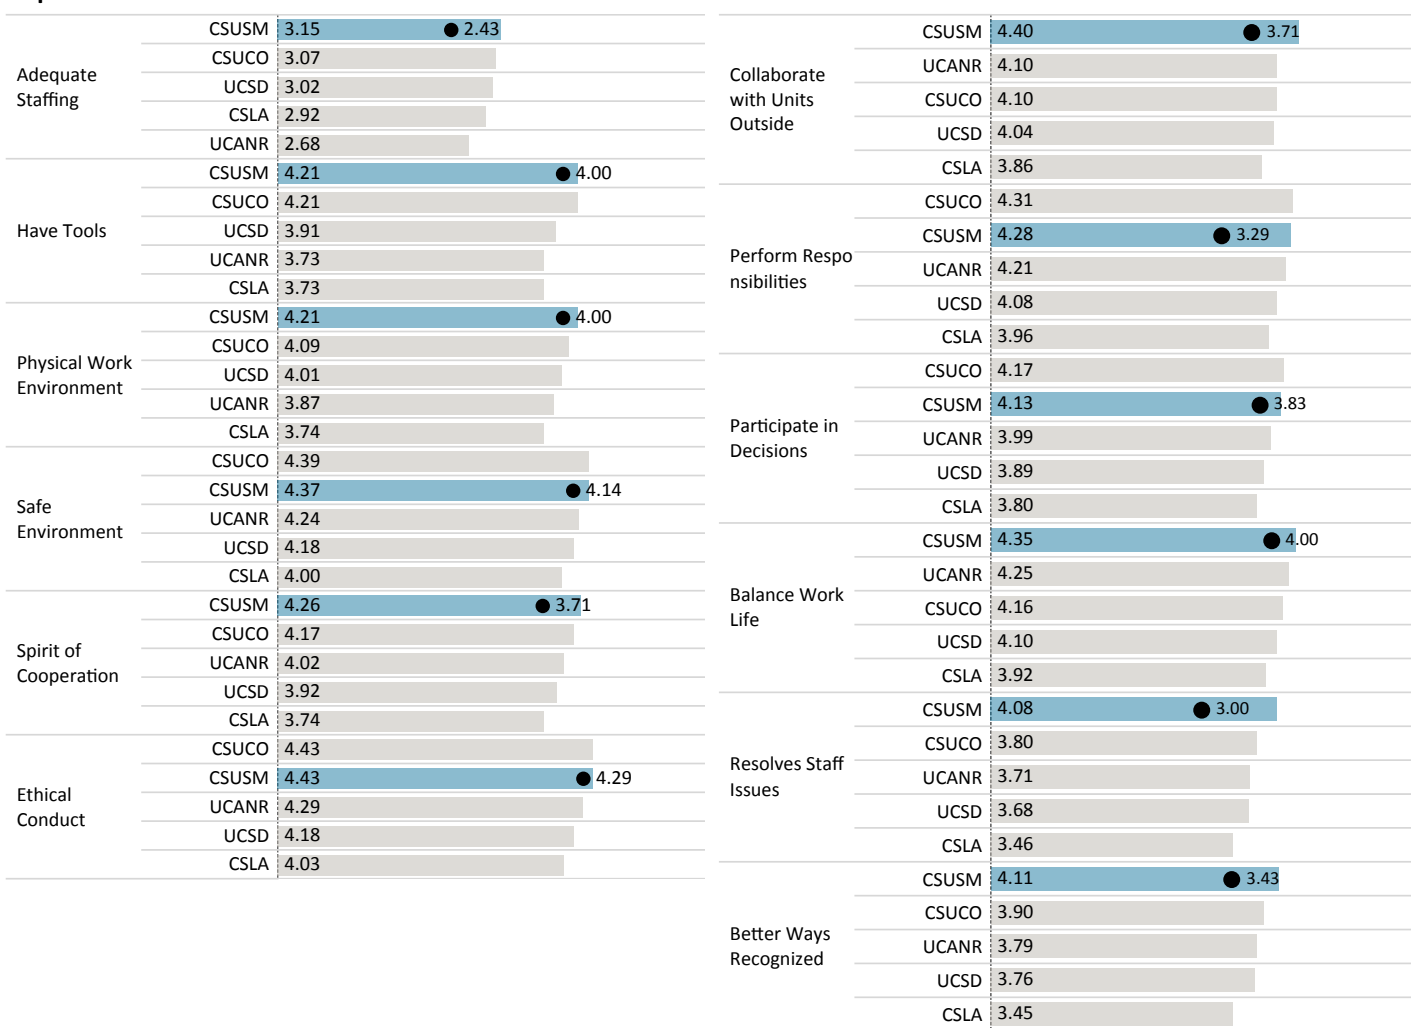 CSUSM 3.15 2.43
CSUCO 3.07
Adequate
Staffing
UCSD 3.02
CSLA 2.92
UCANR 2.68
CSUSM 4.21 4.00
CSUCO 4.21
Have Tools UCSD 3.91
UCANR 3.73
CSLA 3.73
CSUSM 4.21 4.00
CSUCO 4.09
Physical Work
Environment
UCSD 4.01
UCANR 3.87
CSLA 3.74
CSUCO 4.39
CSUSM 4.37 4.14
Safe
Environment
UCANR 4.24
UCSD 4.18
CSLA 4.00
CSUSM 4.26 3.71
CSUCO 4.17
Spirit of
Cooperation
UCANR 4.02
UCSD 3.92
CSLA 3.74
CSUCO 4.43
CSUSM 4.43 4.29
Ethical
Conduct
UCANR 4.29
UCSD 4.18
CSLA 4.03
CSUSM 4.40 3.71
UCANR 4.10
Collaborate
with Units
Outside
CSUCO 4.10
UCSD 4.04
CSLA 3.86
CSUCO 4.31
CSUSM 4.28 3.29
Perform Respo
nsibilities
UCANR 4.21
UCSD 4.08
CSLA 3.96
CSUCO 4.17
CSUSM 4.13 3.83
Participate in
Decisions
UCANR 3.99
UCSD 3.89
CSLA 3.80
CSUSM 4.35 4.00
UCANR 4.25
Balance Work
Life
CSUCO 4.16
UCSD 4.10
CSLA 3.92
CSUSM 4.08 3.00
CSUCO 3.80
Resolves Staff
Issues
UCANR 3.71
UCSD 3.68
CSLA 3.46
CSUSM 4.11 3.43
CSUCO 3.90
Better Ways
Recognized
UCANR 3.79
UCSD 3.76
CSLA 3.45